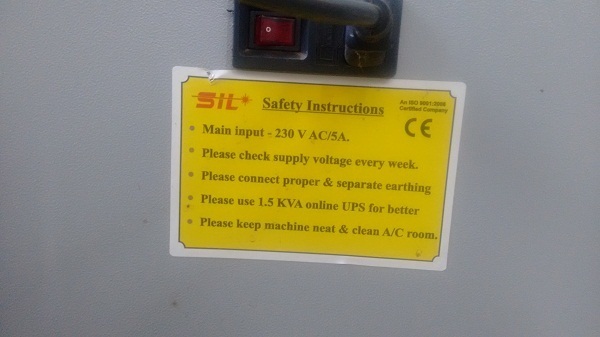 SIL
Safety Instructions
An ISO 9001:2008
Certified Company
CE
Main input - 230 V AC/5A.
Please check supply voltage every week.
Please connect proper & separate earthing
Please use 1.5 KVA online UPS for better
Please keep machine neat & clean A/C room.